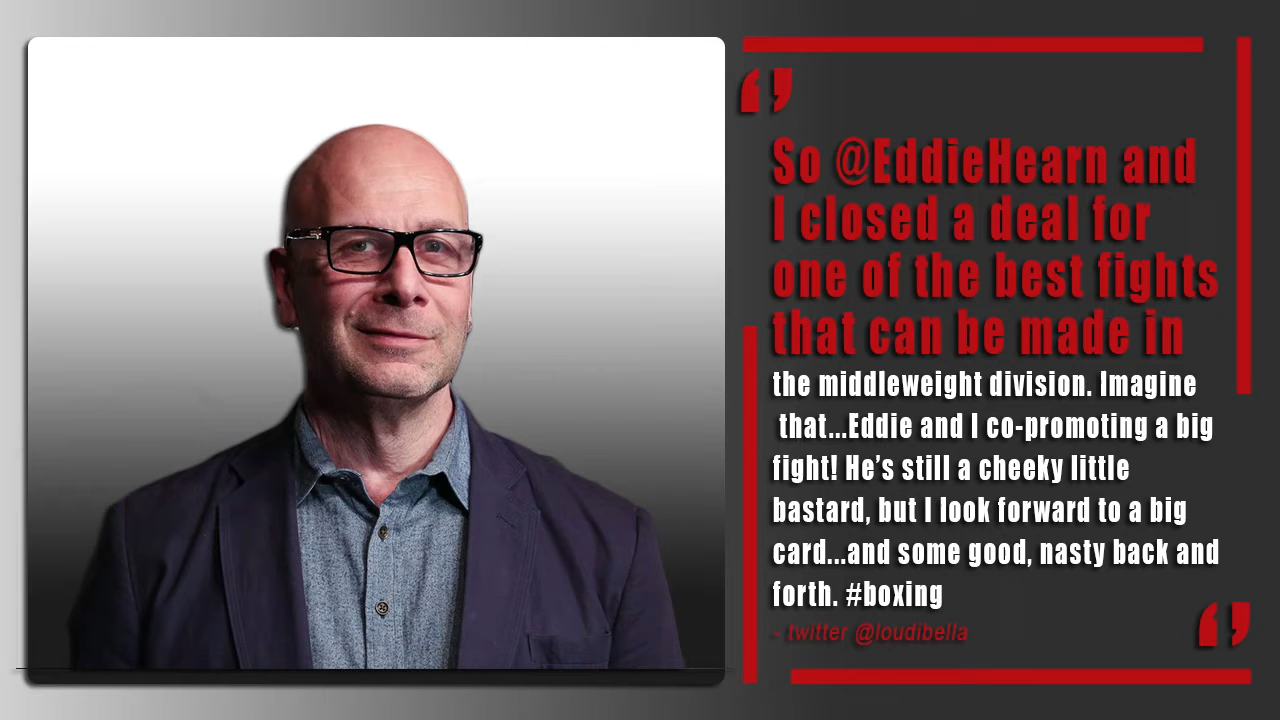 So @EddieHearn and
I closed a deal for
one of the best fights
that can be made in
the middleweight division. Imagine
that...Eddie and I co-promoting a big
fight! He’s still a cheeky little
bastard, but I look forward to a big
card...and some good, nasty back and
forth. #boxing
- twitter @loudibella